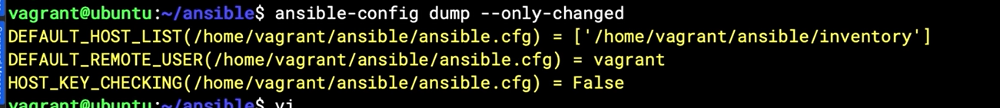 vagrant@ubuntu:~/ansible$ ansible-config dump --only-changed
DEFAULT_HOST_LIST(/home/vagrant/ansible/ansible.cfg) = ['/home/vagrant/ansible/inventory']
DEFAULT_REMOTE_USER(/home/vagrant/ansible/ansible.cfg) = vagrant
HOST_KEY_CHECKING(/home/vagrant/ansible/ansible.cfg) = False
vagrant@ubuntu:~/ansible$ vi